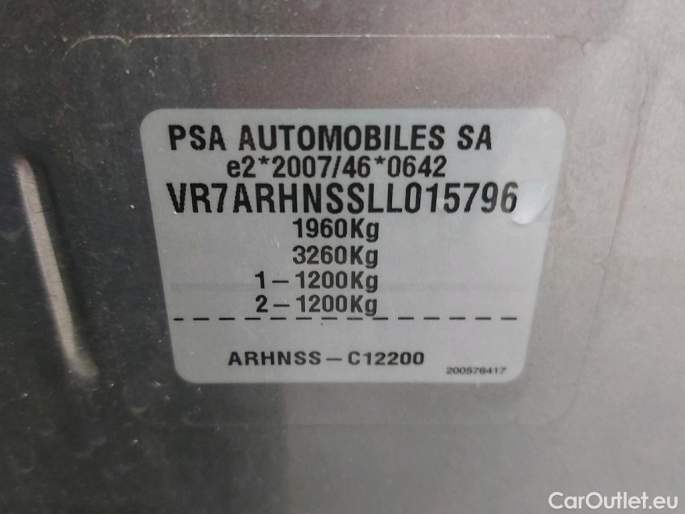 PSA AUTOMOBILES SA
e2*2007/46*0642
VR7ARHNSSLL015796
1960Kg
3260Kg
1-1200Kg
2-1200Kg
ARHNSS-C12200
200578417
CarOutlet.eu